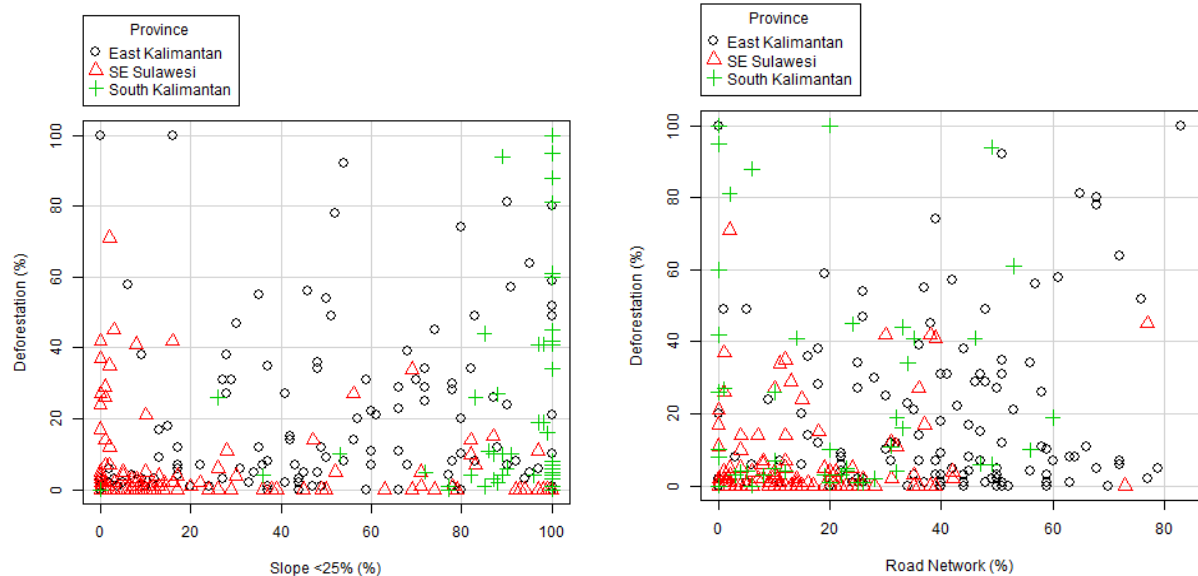 Province
East Kalimantan
SE Sulawesi
South Kalimantan
100
80
60
40
20
0
Deforestation (%)
0 20 40 60 80 100
Slope <25% (%)
Province
East Kalimantan
SE Sulawesi
South Kalimantan
100
80
60
40
20
0
Deforestation (%)
0 20 40 60 80
Road Network (%)